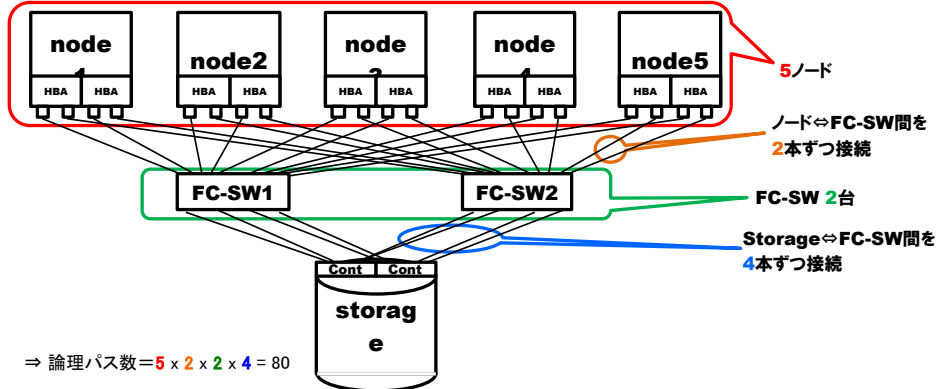 node
node2
node
node
node5
HBA HBA HBA HBA HBA HBA HBA HBA HBA HBA
5ノード
ノード⇔FC-SW間を
2本ずつ接続
FC-SW1
FC-SW2
FC-SW 2台
Storage⇔FC-SW間を
4本ずつ接続
Cont Cont
storag
e
⇒ 論理パス数=5 x 2 x 2 x 4 = 80